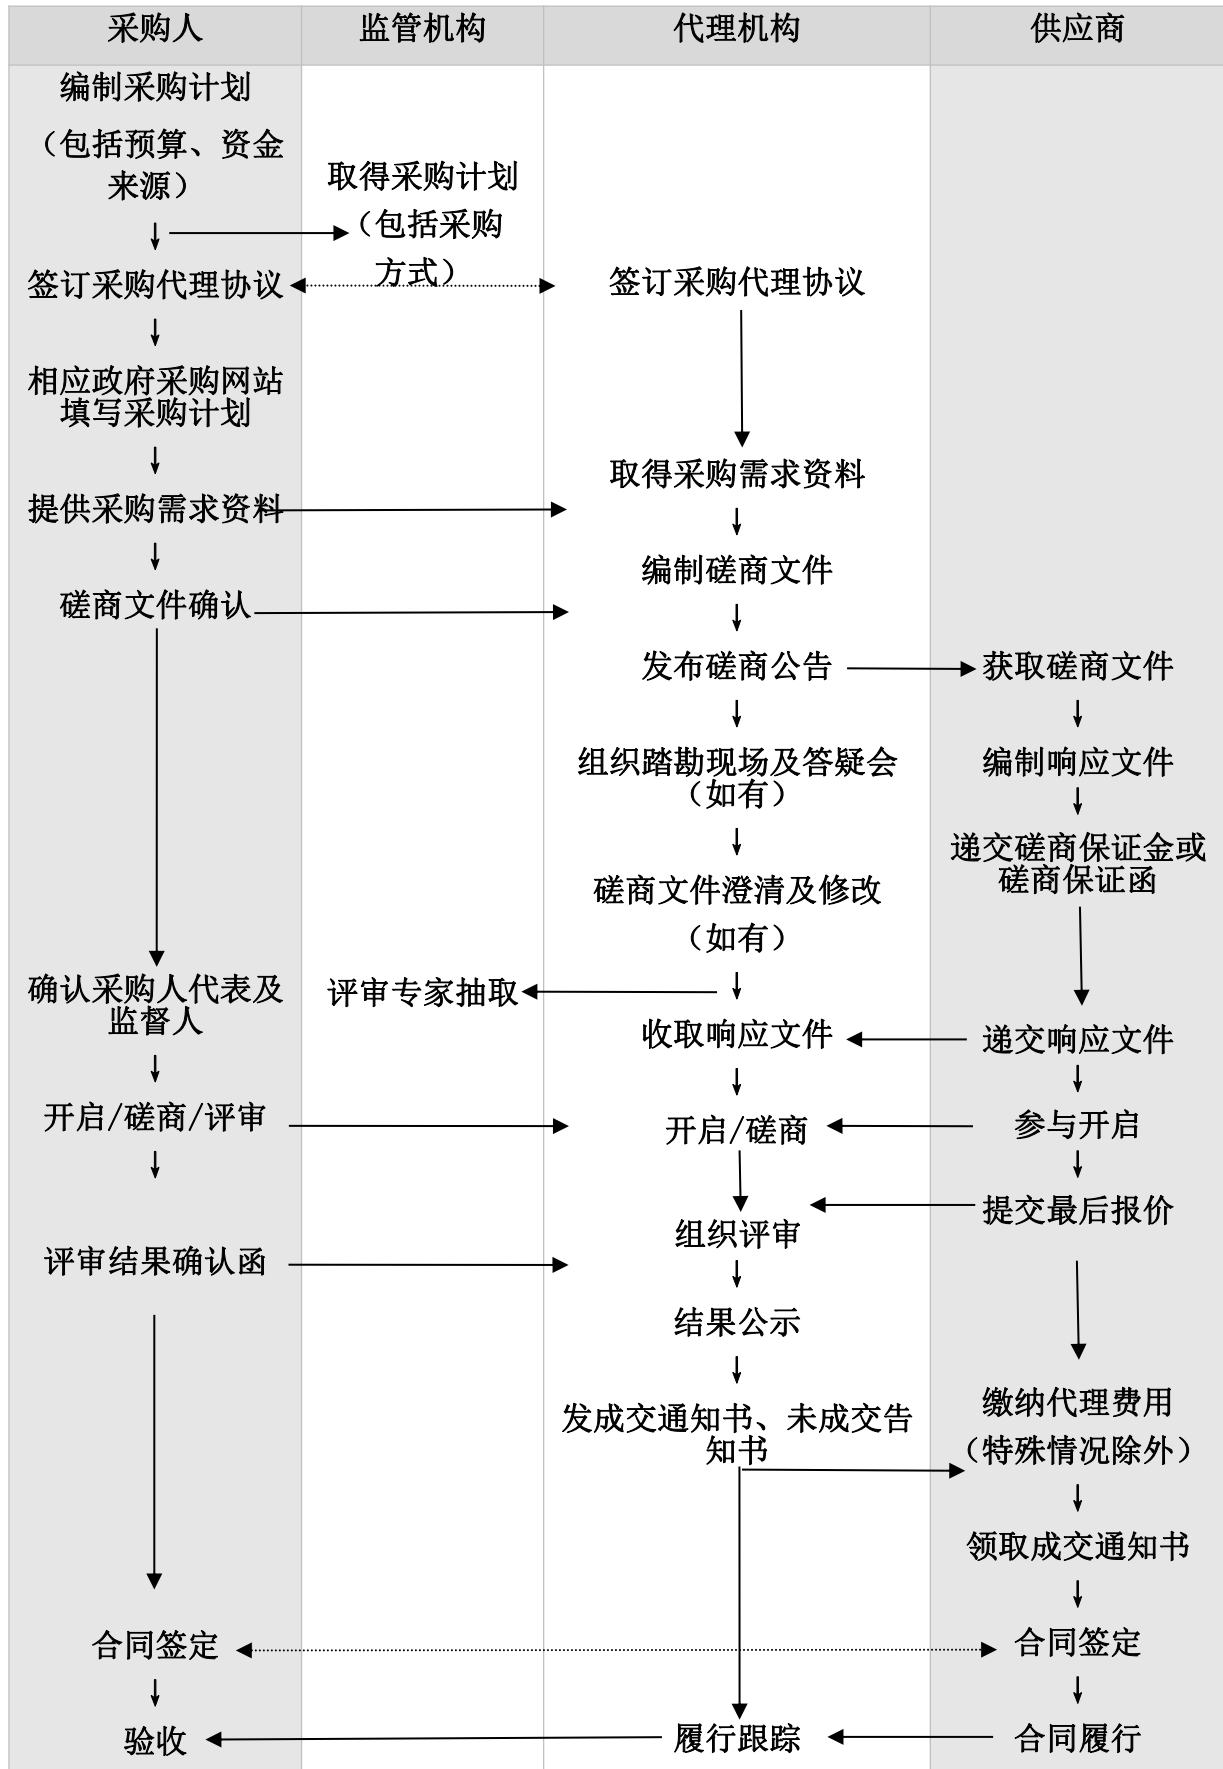 采购人
监管机构
代理机构
供应商
编制采购计划
（包括预算、资金
来源）
签订采购代理协议
相应政府采购网站
填写采购计划
提供采购需求资料
磋商文件确认
确认采购人代表及
监督人
开启/磋商/评审
评审结果确认函
合同签定
验收
取得采购计划
（包括采购
方式）
评审专家抽取
签订采购代理协议
取得采购需求资料
编制磋商文件
发布磋商公告
组织踏勘现场及答疑会
（如有）
磋商文件澄清及修改
（如有）
收取响应文件
开启/磋商
组织评审
结果公示
发成交通知书、未成交告
知书
履行跟踪
获取磋商文件
编制响应文件
递交磋商保证金或
磋商保证函
递交响应文件
参与开启
提交最后报价
缴纳代理费用
（特殊情况除外）
领取成交通知书
合同签定
合同履行